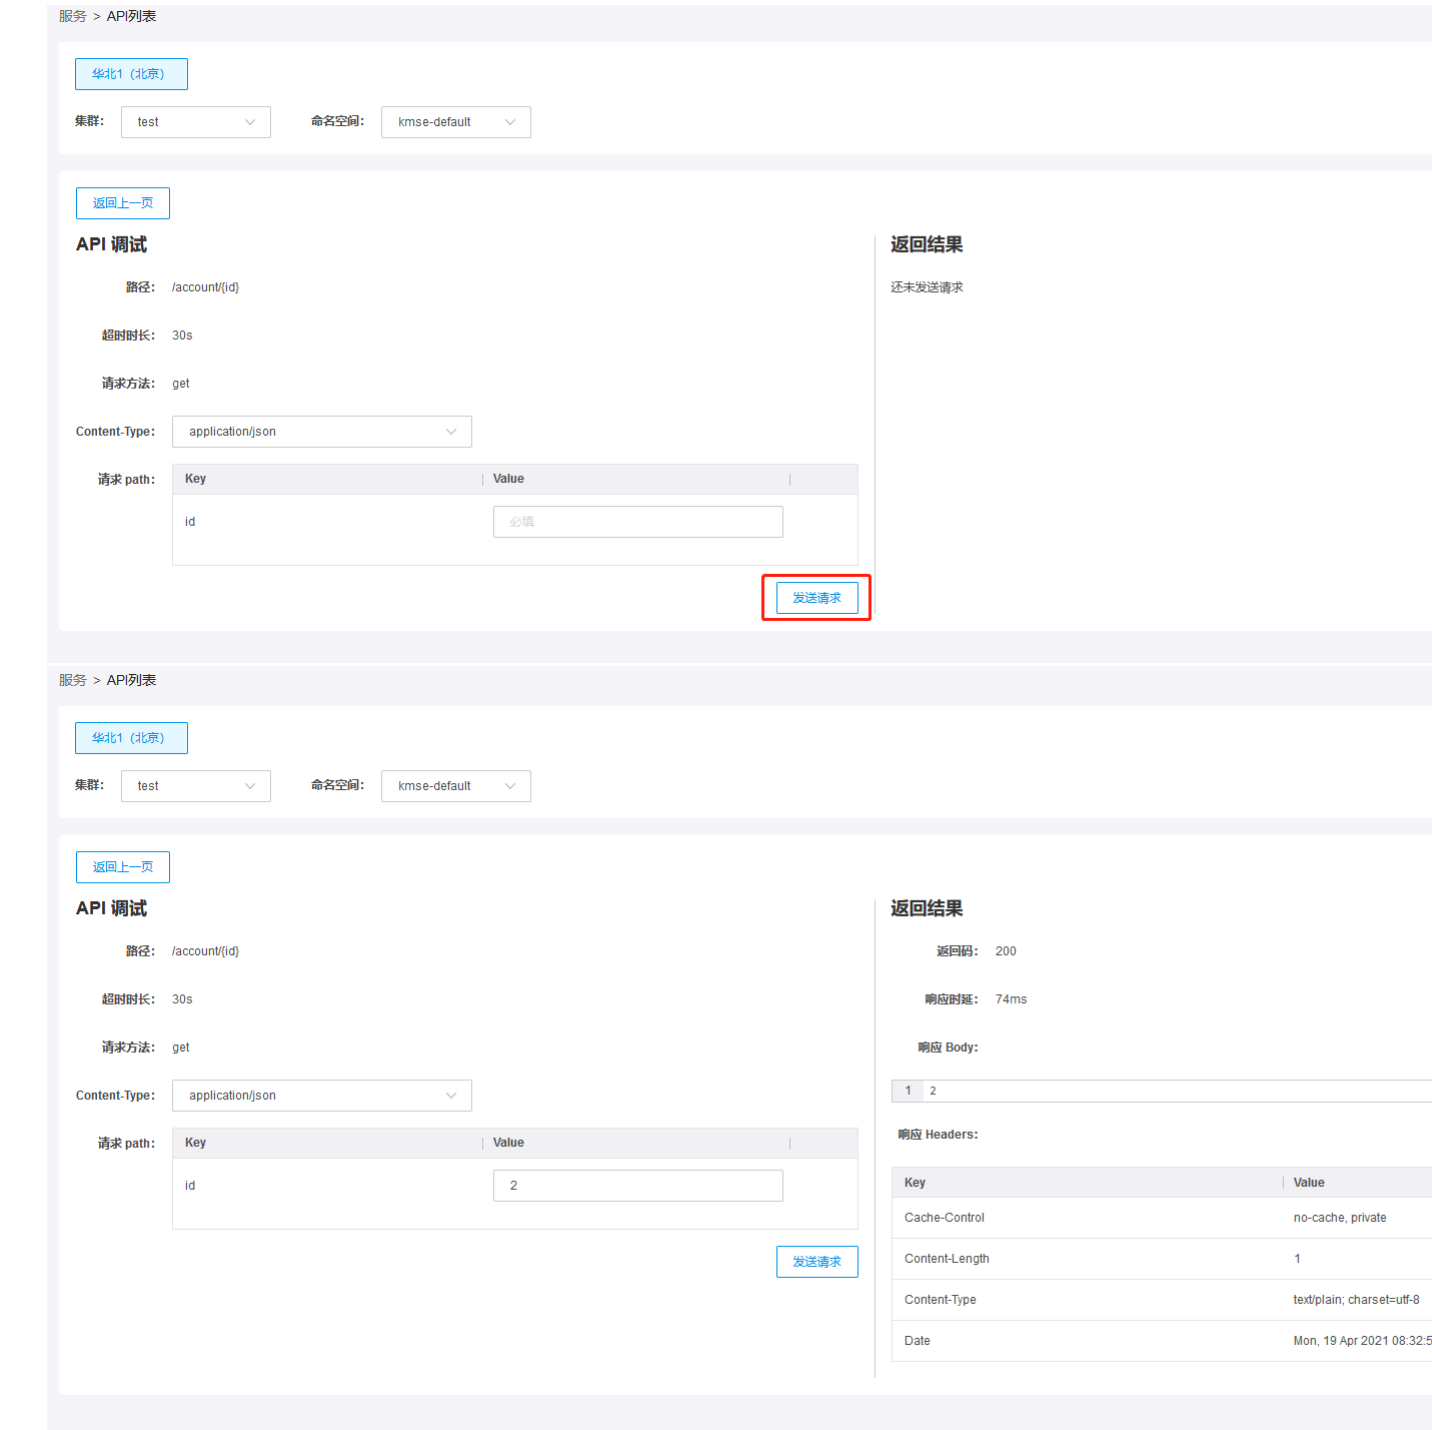 服务 > API列表
华北1（北京）
集群： test 命名空间： kmse-default
返回上一页
API 调试
路径： /account/{id}
超时时长： 30s
请求方法： get
Content-Type： application/json
请求 path： Key Value
id 必填
发送请求
返回结果
还未发送请求
服务 > API列表
华北1（北京）
集群： test 命名空间： kmse-default
返回上一页
API 调试
路径： /account/{id}
超时时长： 30s
请求方法： get
Content-Type： application/json
请求 path： Key Value
id 2
发送请求
返回结果
返回码： 200
响应时延： 74ms
响应 Body：
1 2
响应 Headers：
Key Value
Cache-Control no-cache, private
Content-Length 1
Content-Type text/plain; charset=utf-8
Date Mon, 19 Apr 2021 08:32:5